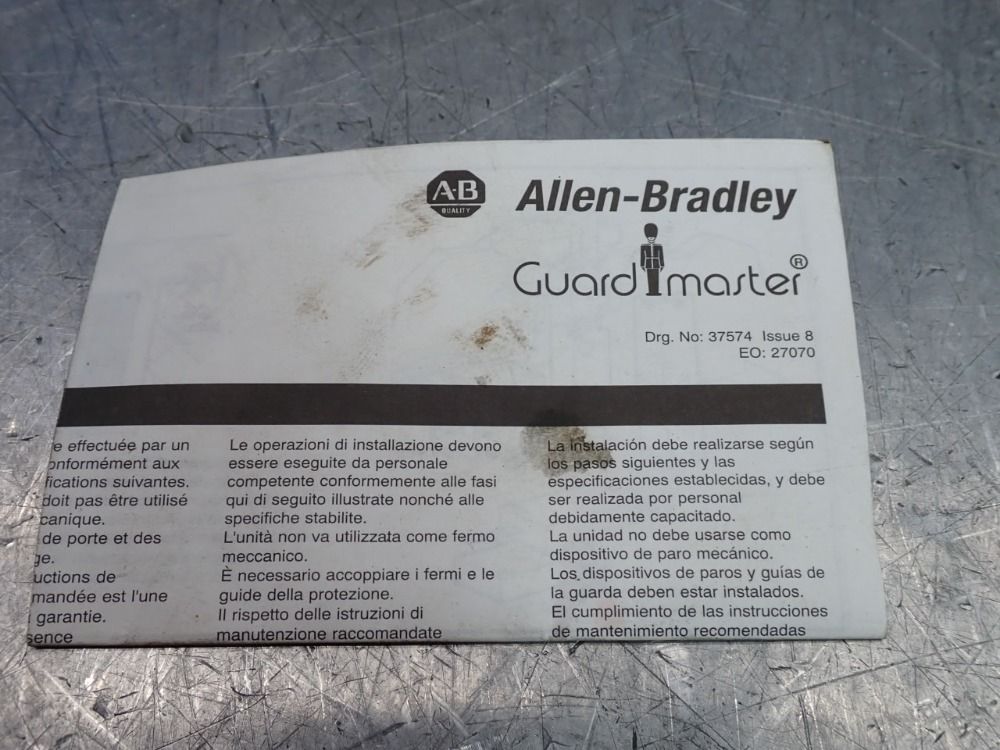 A·B
QUALITY
Allen-Bradley
Guardmaster®
Drg. No: 37574 Issue 8
EO: 27070
e effectuée par un
onformément aux
fications suivantes.
doit pas être utilisé
canique.
de porte et des
ge.
uctions de
mandée est l'une
garantie.
sence
Le operazioni di installazione devono
essere eseguite da personale
competente conformemente alle fasi
qui di seguito illustrate nonché alle
specifiche stabilite.
L'unità non va utilizzata come fermo
meccanico.
È necessario accoppiare i fermi e le
guide della protezione.
Il rispetto delle istruzioni di
manutenzione raccomandate
La instalación debe realizarse según
los pasos siguientes y las
especificaciones establecidas, y debe
ser realizada por personal
debidamente capacitado.
La unidad no debe usarse como
dispositivo de paro mecánico.
Los dispositivos de paros y guías de
la guarda deben estar instalados.
El cumplimiento de las instrucciones
de mantenimiento recomendadas